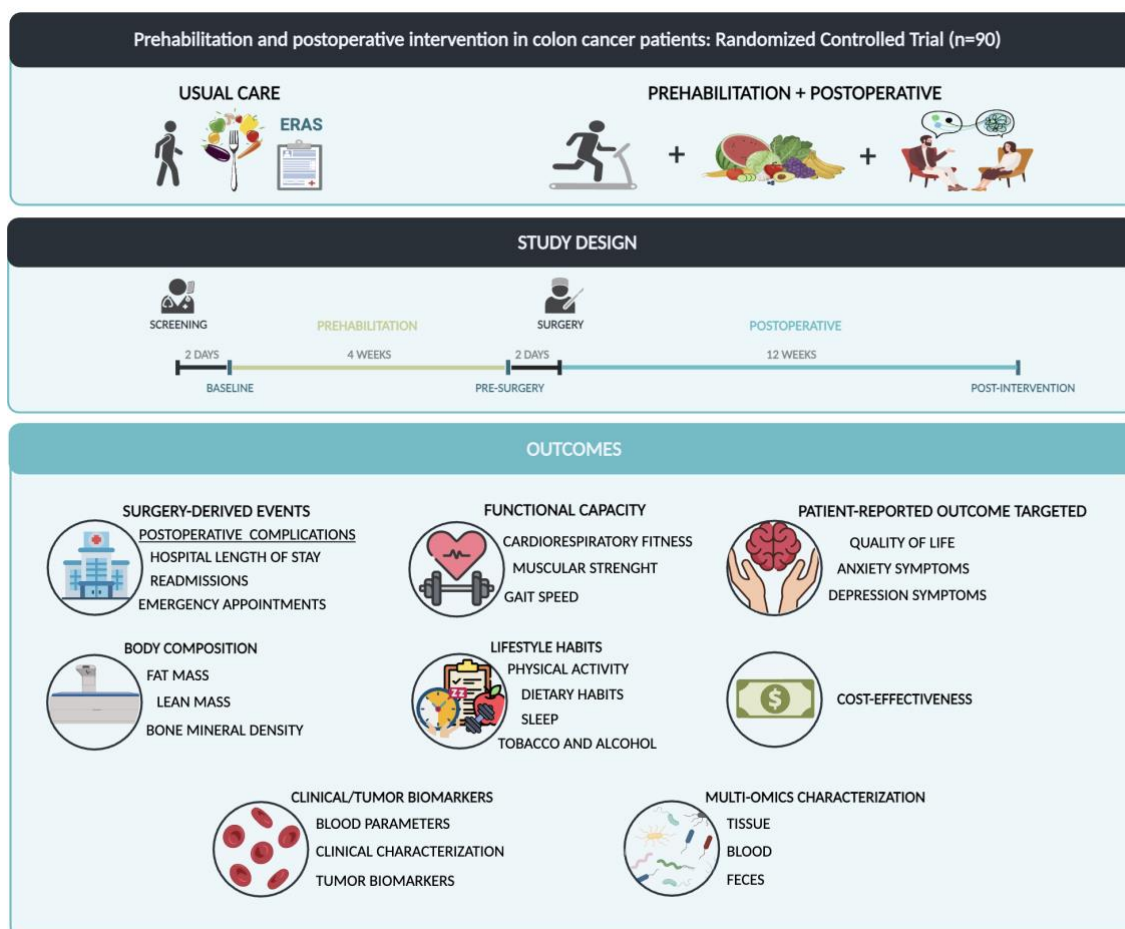 Prehabilitation and postoperative intervention in colon cancer patients: Randomized Controlled Trial (n=90)
USUAL CARE
PREHABILITATION + POSTOPERATIVE
ERAS
+
+
STUDY DESIGN
SCREENING
PREHABILITATION
SURGERY
POSTOPERATIVE
2 DAYS
4 WEEKS
2 DAYS
12 WEEKS
BASELINE
PRE-SURGERY
POST-INTERVENTION
OUTCOMES
SURGERY-DERIVED EVENTS
POSTOPERATIVE COMPLICATIONS
HOSPITAL LENGTH OF STAY
READMISSIONS
EMERGENCY APPOINTMENTS
FUNCTIONAL CAPACITY
CARDIORESPIRATORY FITNESS
MUSCULAR STRENGHT
GAIT SPEED
PATIENT-REPORTED OUTCOME TARGETED
QUALITY OF LIFE
ANXIETY SYMPTOMS
DEPRESSION SYMPTOMS
BODY COMPOSITION
FAT MASS
LEAN MASS
BONE MINERAL DENSITY
LIFESTYLE HABITS
PHYSICAL ACTIVITY
DIETARY HABITS
SLEEP
TOBACCO AND ALCOHOL
COST-EFFECTIVENESS
CLINICAL/TUMOR BIOMARKERS
BLOOD PARAMETERS
CLINICAL CHARACTERIZATION
TUMOR BIOMARKERS
MULTI-OMICS CHARACTERIZATION
TISSUE
BLOOD
FECES